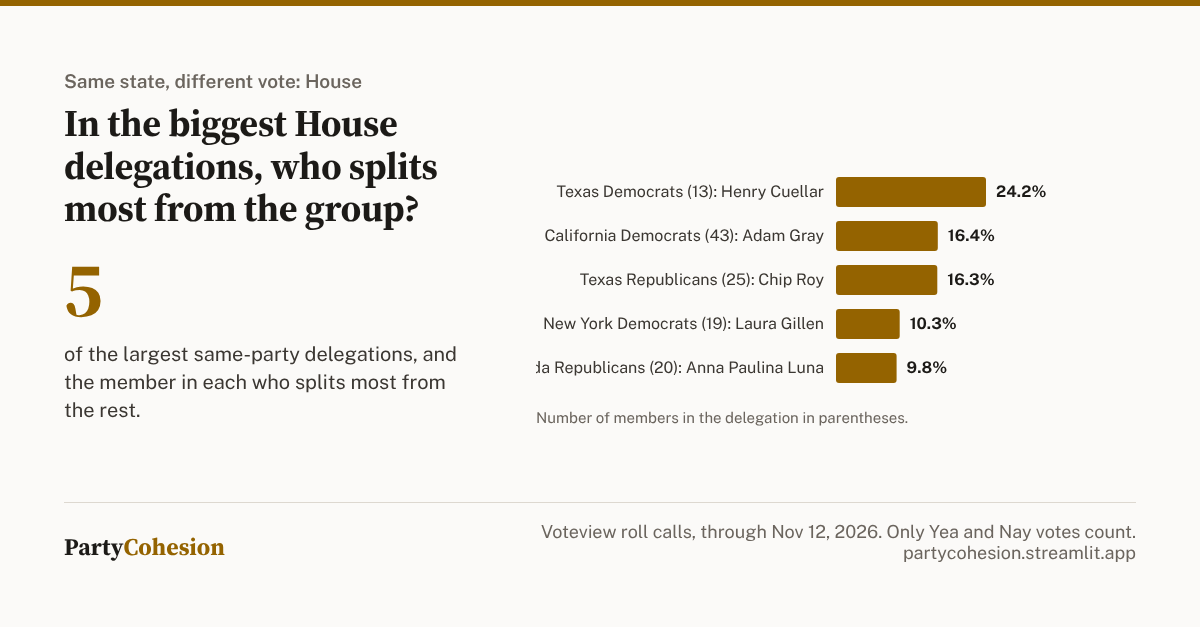 Same state, different vote: House
In the biggest House
delegations, who splits
most from the group?
5
of the largest same-party delegations, and
the member in each who splits most from
the rest.
Texas Democrats (13): Henry Cuellar 24.2%
California Democrats (43): Adam Gray 16.4%
Texas Republicans (25): Chip Roy 16.3%
New York Democrats (19): Laura Gillen 10.3%
da Republicans (20): Anna Paulina Luna 9.8%
Number of members in the delegation in parentheses.
PartyCohesion
Voteview roll calls, through Nov 12, 2026. Only Yea and Nay votes count.
partycohesion.streamlit.app